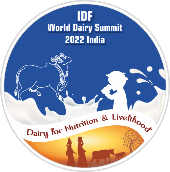 IDF
World Dairy Summit
2022 India
Dairy for Nutrition & Livelihood